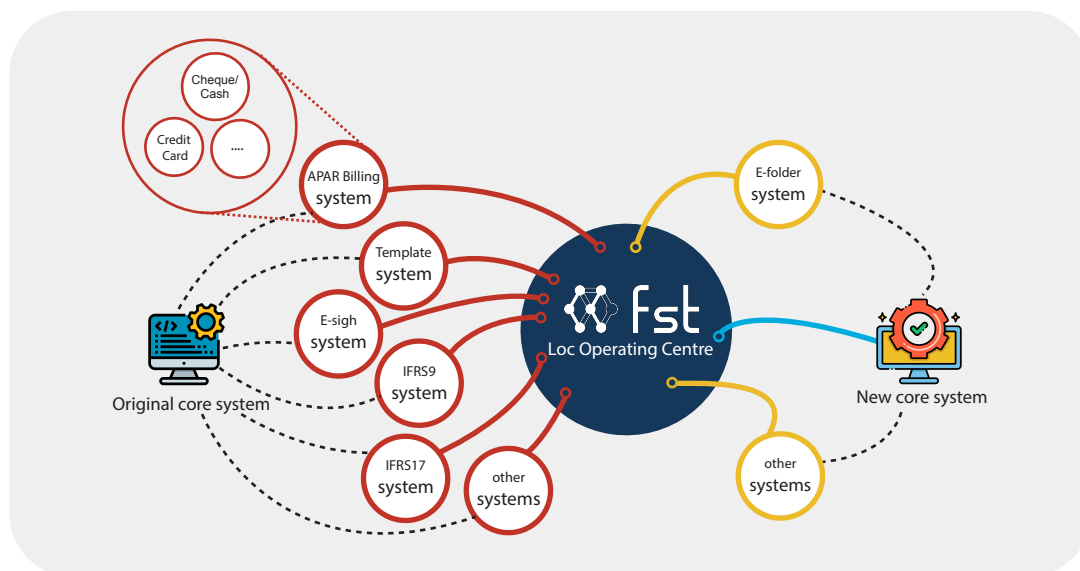 Cheque/
Cash
Credit
Card
....
APAR Billing
system
Template
system
E-sigh
system
IFRS9
system
IFRS17
system
other
systems
</>
Original core system
fst
Loc Operating Centre
E-folder
system
New core system
other
systems